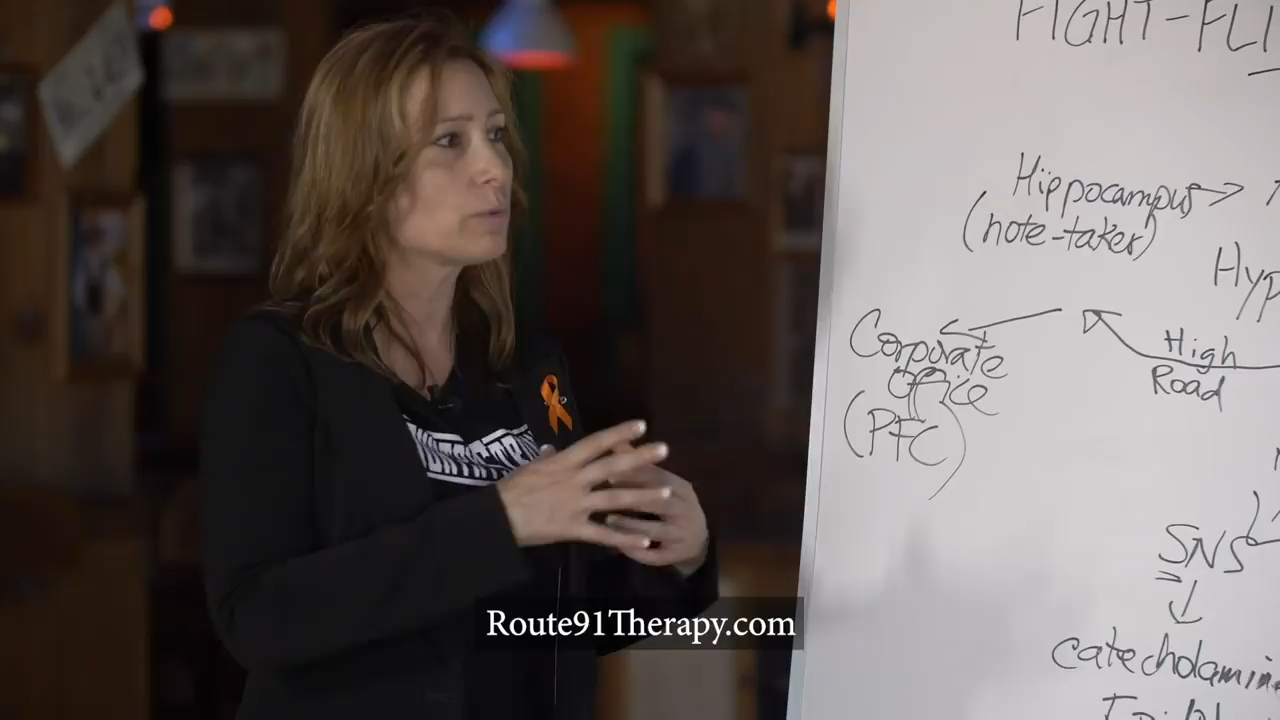 FIGHT-FLI
Hippocampus
(note-taker)
Hyp
Corporate
Office
(PFC)
High
Road
SNS
catecholamin
Route91Therapy.com